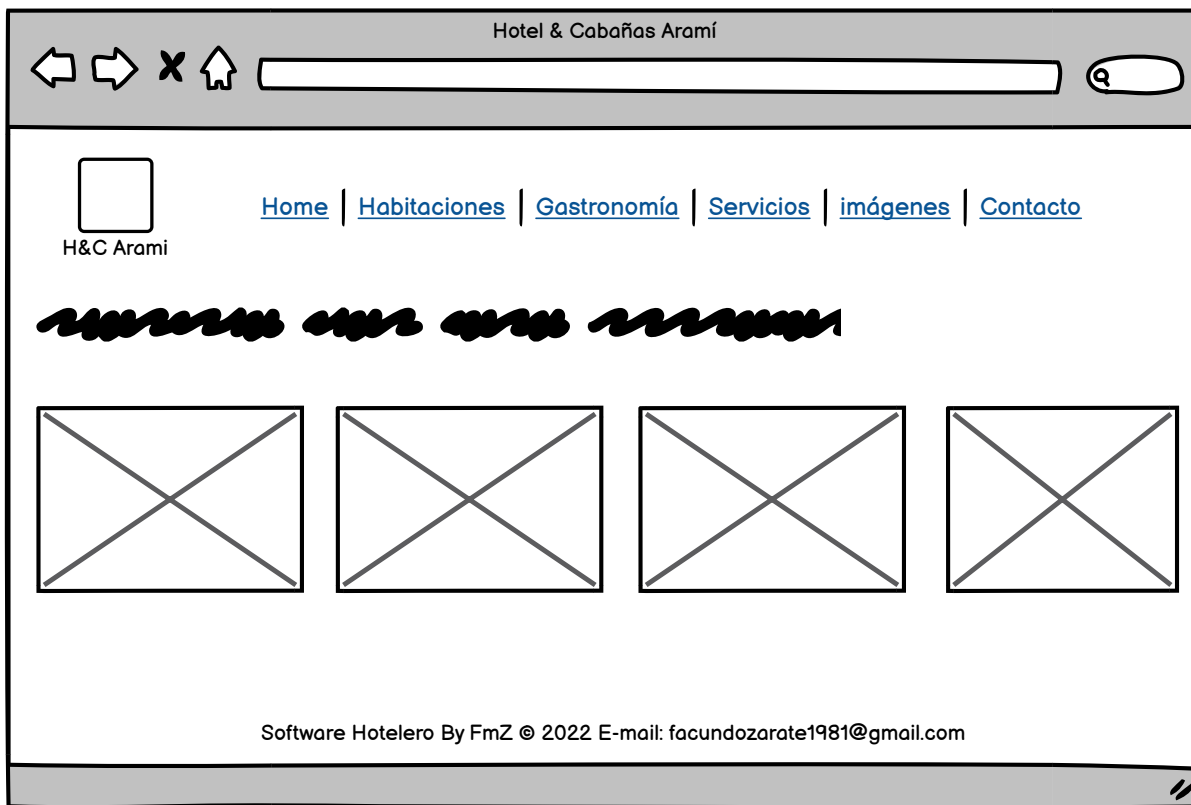 Hotel & Cabañas Aramí
Home | Habitaciones | Gastronomía | Servicios | imágenes | Contacto
H&C Arami
Software Hotelero By FmZ © 2022 E-mail: facundozarate1981@gmail.com